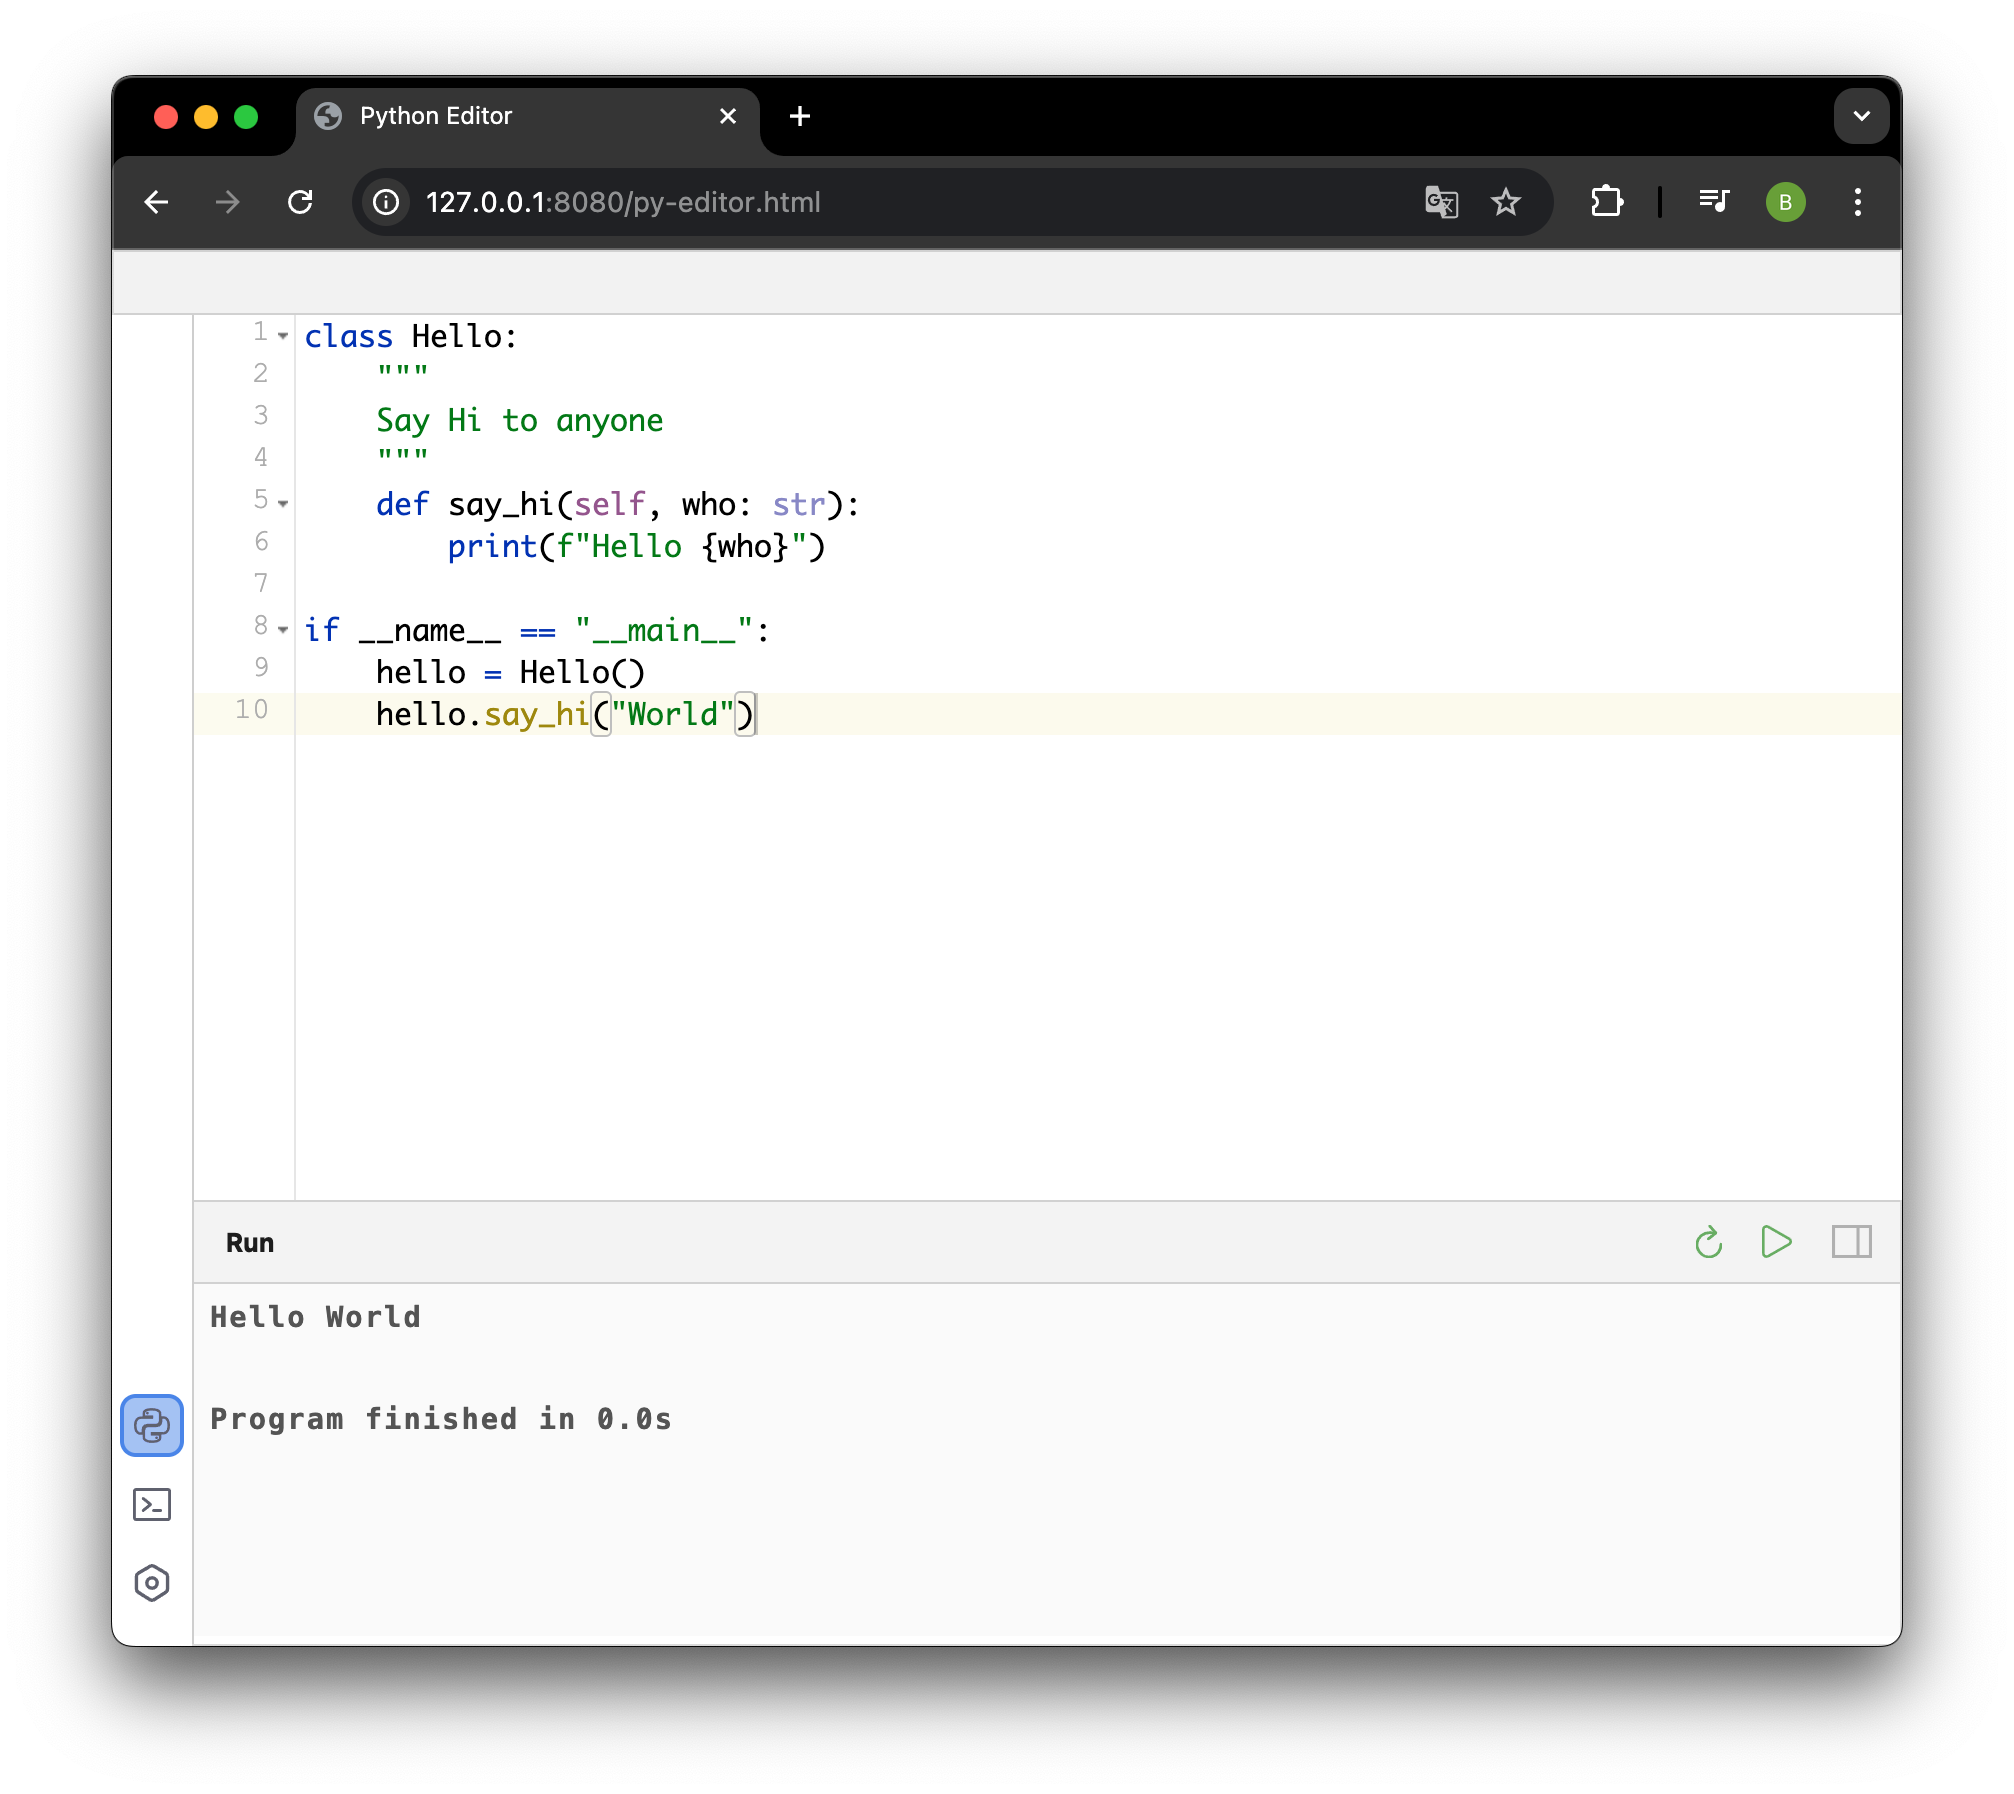 Python Editor
127.0.0.1:8080/py-editor.html
B
1 class Hello:
2     """
3     Say Hi to anyone
4     """
5     def say_hi(self, who: str):
6         print(f"Hello {who}")
7
8 if __name__ == "__main__":
9     hello = Hello()
10     hello.say_hi("World")
Run
Hello World
Program finished in 0.0s